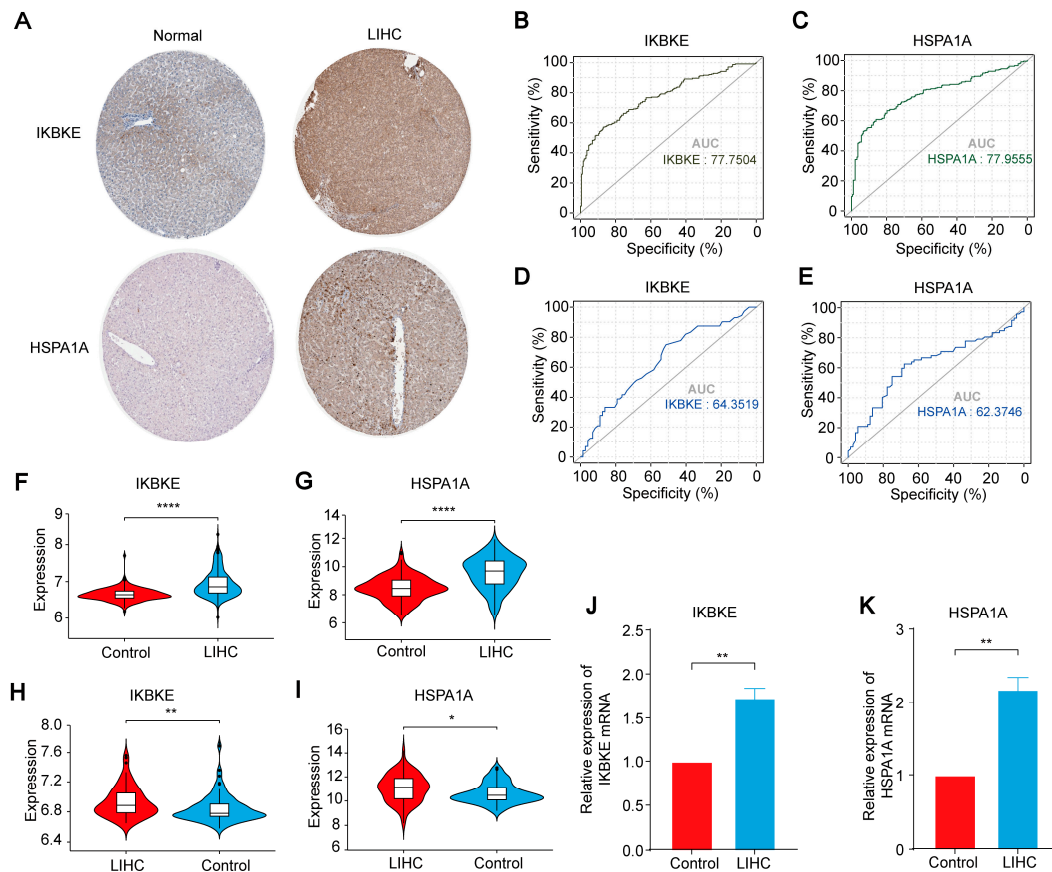 A
Normal
LIHC
IKBKE
HSPA1A
B
IKBKE
Sensitivity (%)
100
80
60
40
20
0
AUC
IKBKE : 77.7504
100 80 60 40 20 0
Specificity (%)
C
HSPA1A
Sensitivity (%)
100
80
60
40
20
0
AUC
HSPA1A : 77.9555
100 80 60 40 20 0
Specificity (%)
D
IKBKE
Sensitivity (%)
100
80
60
40
20
0
AUC
IKBKE : 64.3519
100 80 60 40 20 0
Specificity (%)
E
HSPA1A
Sensitivity (%)
100
80
60
40
20
0
AUC
HSPA1A : 62.3746
100 80 60 40 20 0
Specificity (%)
F
IKBKE
****
Expresssion
9
8
7
6
Control LIHC
G
HSPA1A
****
Expresssion
14
12
10
8
6
Control LIHC
H
IKBKE
**
Expresssion
8.0
7.6
7.2
6.8
6.4
LIHC Control
I
HSPA1A
*
Expresssion
16
14
12
10
8
6
LIHC Control
J
IKBKE
**
Relative expression of
IKBKE mRNA
2.5
2.0
1.5
1.0
0.5
0.0
Control LIHC
K
HSPA1A
**
Relative expression of
HSPA1A mRNA
3
2
1
0
Control LIHC